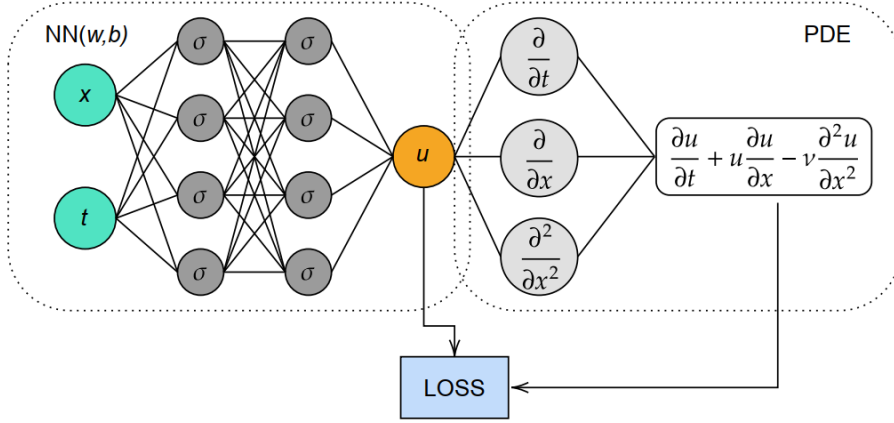 NN(w,b)
PDE
x
t
σ
σ
σ
σ
σ
σ
σ
σ
u
∂/∂t
∂/∂x
∂²/∂x²
∂u/∂t + u ∂u/∂x − ν ∂²u/∂x²
LOSS